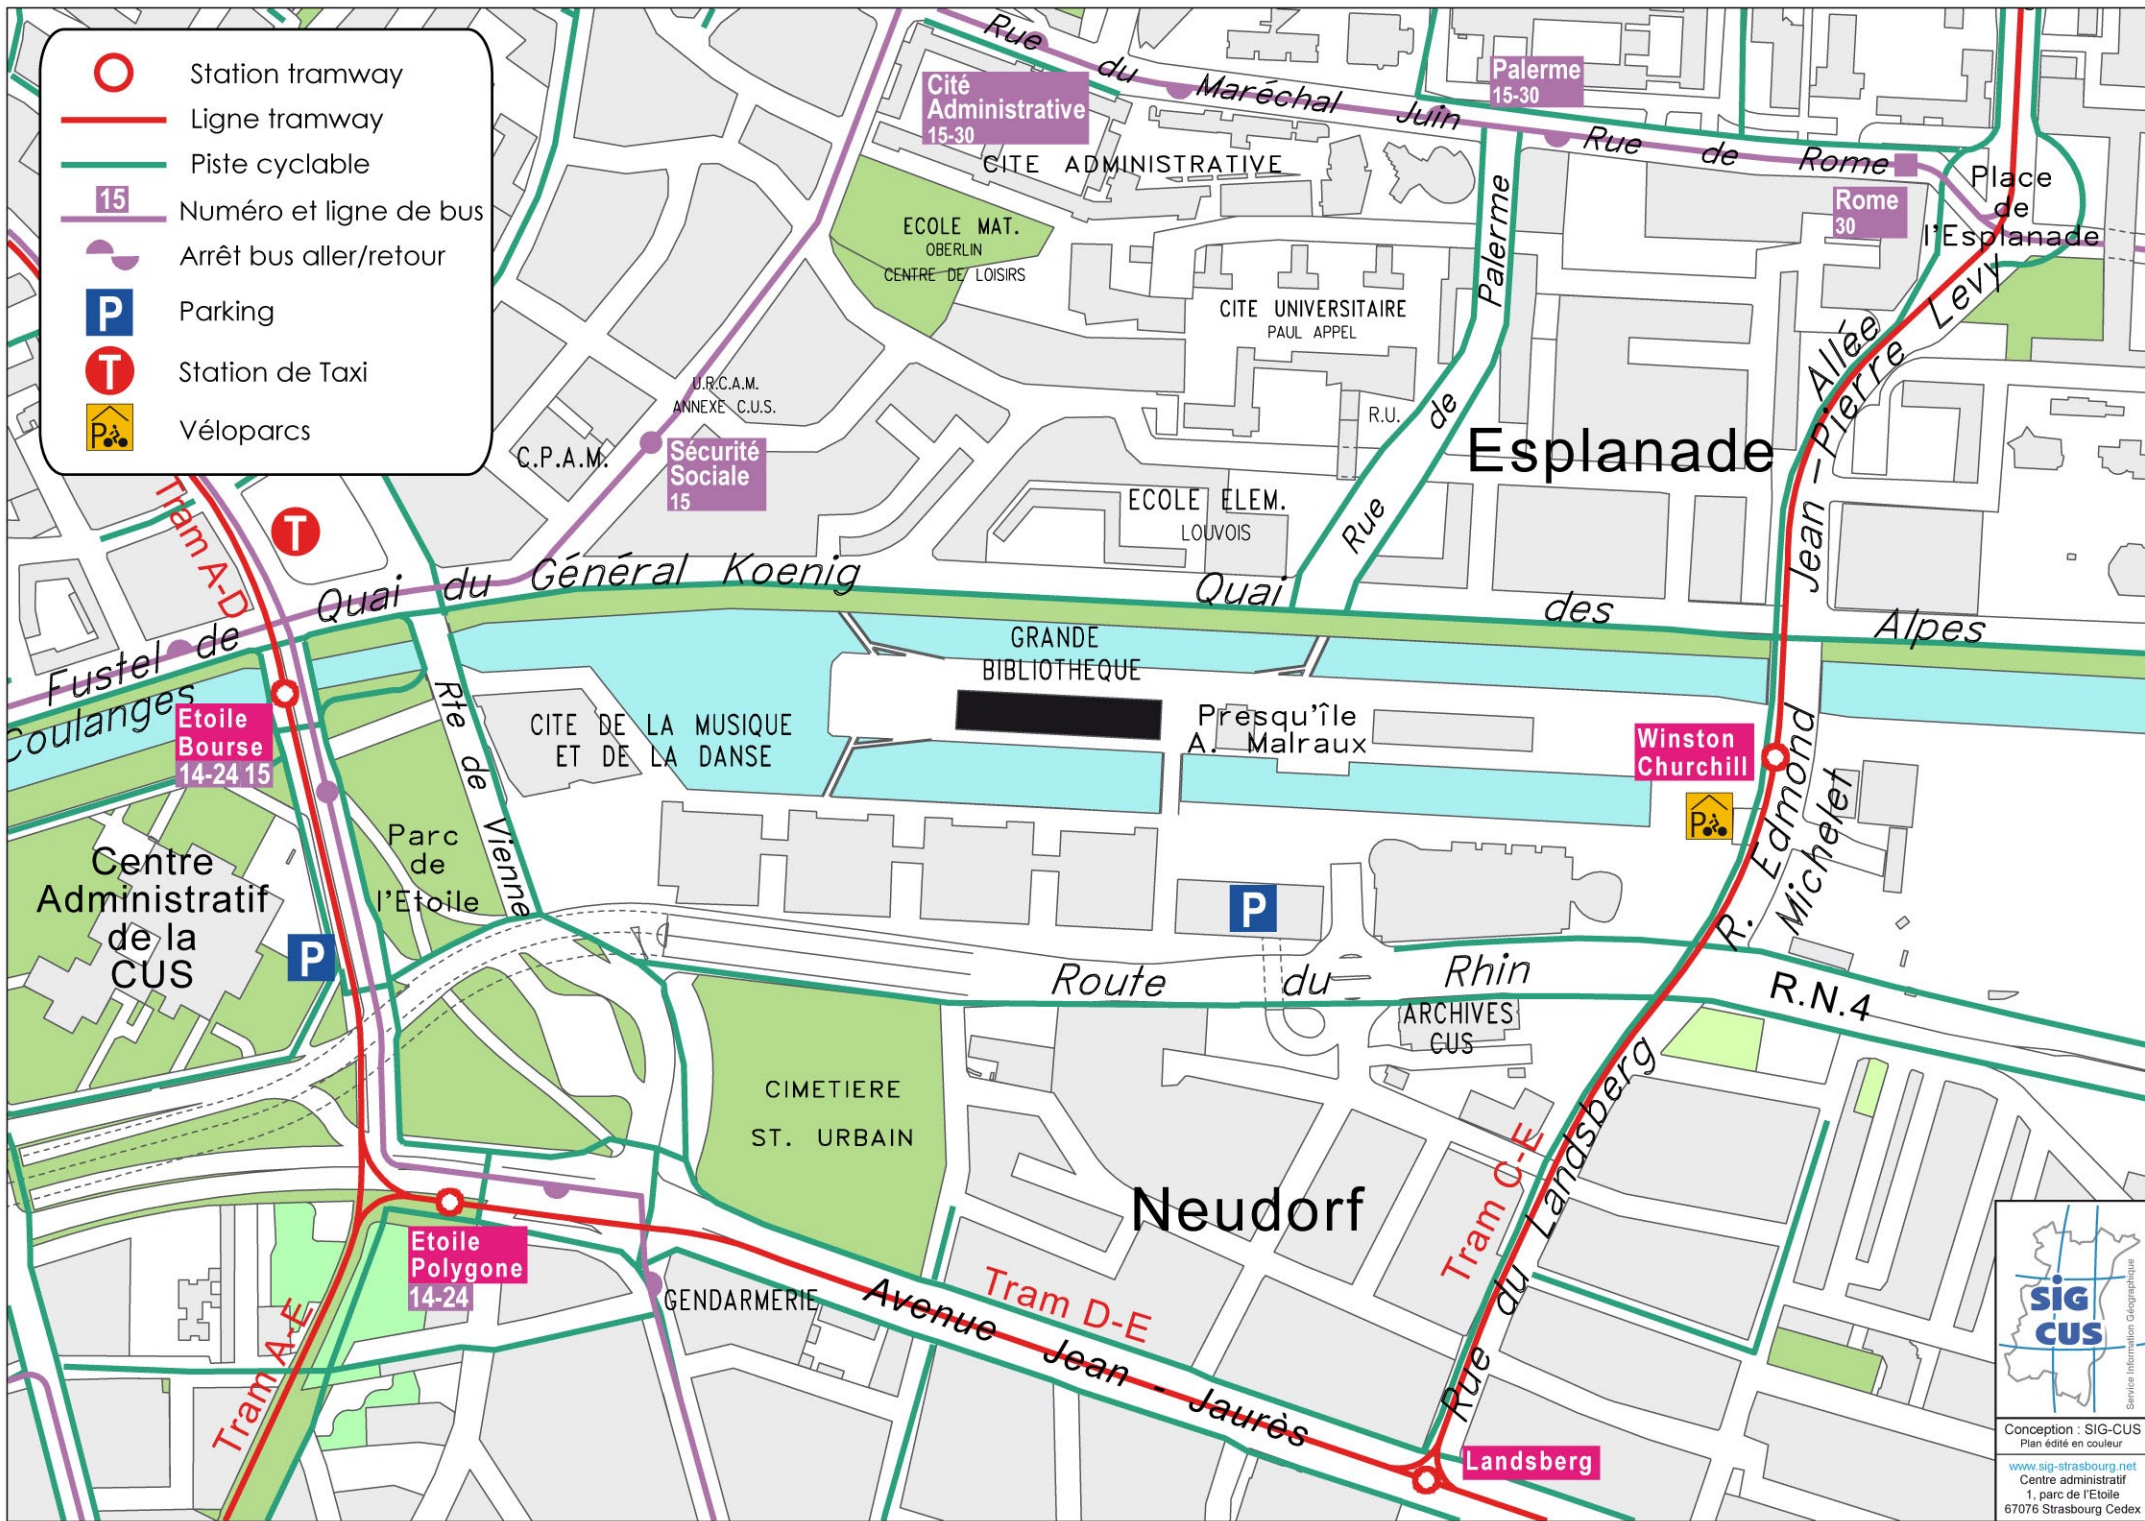 Station tramway
Ligne tramway
Piste cyclable
15
Numéro et ligne de bus
Arrêt bus aller/retour
P
Parking
T
Station de Taxi
P
Véloparcs
Rue du Maréchal Juin
Cité
Administrative
15-30
Palerme
15-30
Rue de Rome
Rome
30
Place
de
l'Esplanade
CITE ADMINISTRATIVE
ECOLE MAT.
OBERLIN
CENTRE DE LOISIRS
CITE UNIVERSITAIRE
PAUL APPEL
Rue de Palerme
Allée
Jean-Pierre Levy
U.R.C.A.M.
ANNEXE C.U.S.
R.U.
C.P.A.M.
Sécurité
Sociale
15
Esplanade
ECOLE ELEM.
LOUVOIS
Tram A-D
T
Quai du Général Koenig
Quai des Alpes
Fustel de
Coulanges
Etoile
Bourse
14-24 15
Rte de Vienne
GRANDE
BIBLIOTHEQUE
CITE DE LA MUSIQUE
ET DE LA DANSE
Presqu'île
A. Malraux
Winston
Churchill
P
R. Edmond
Michelet
Parc
de
l'Etoile
Centre
Administratif
de la
CUS
P
P
Route du Rhin
R.N.4
ARCHIVES
CUS
CIMETIERE
ST. URBAIN
Neudorf
Tram C-E
Rue du Landsberg
Etoile
Polygone
14-24
GENDARMERIE
Tram A-E
Tram D-E
Avenue Jean - Jaurès
Landsberg
SIG
CUS
Service Information Géographique
Conception : SIG-CUS
Plan édité en couleur
www.sig-strasbourg.net
Centre administratif
1, parc de l'Etoile
67076 Strasbourg Cedex